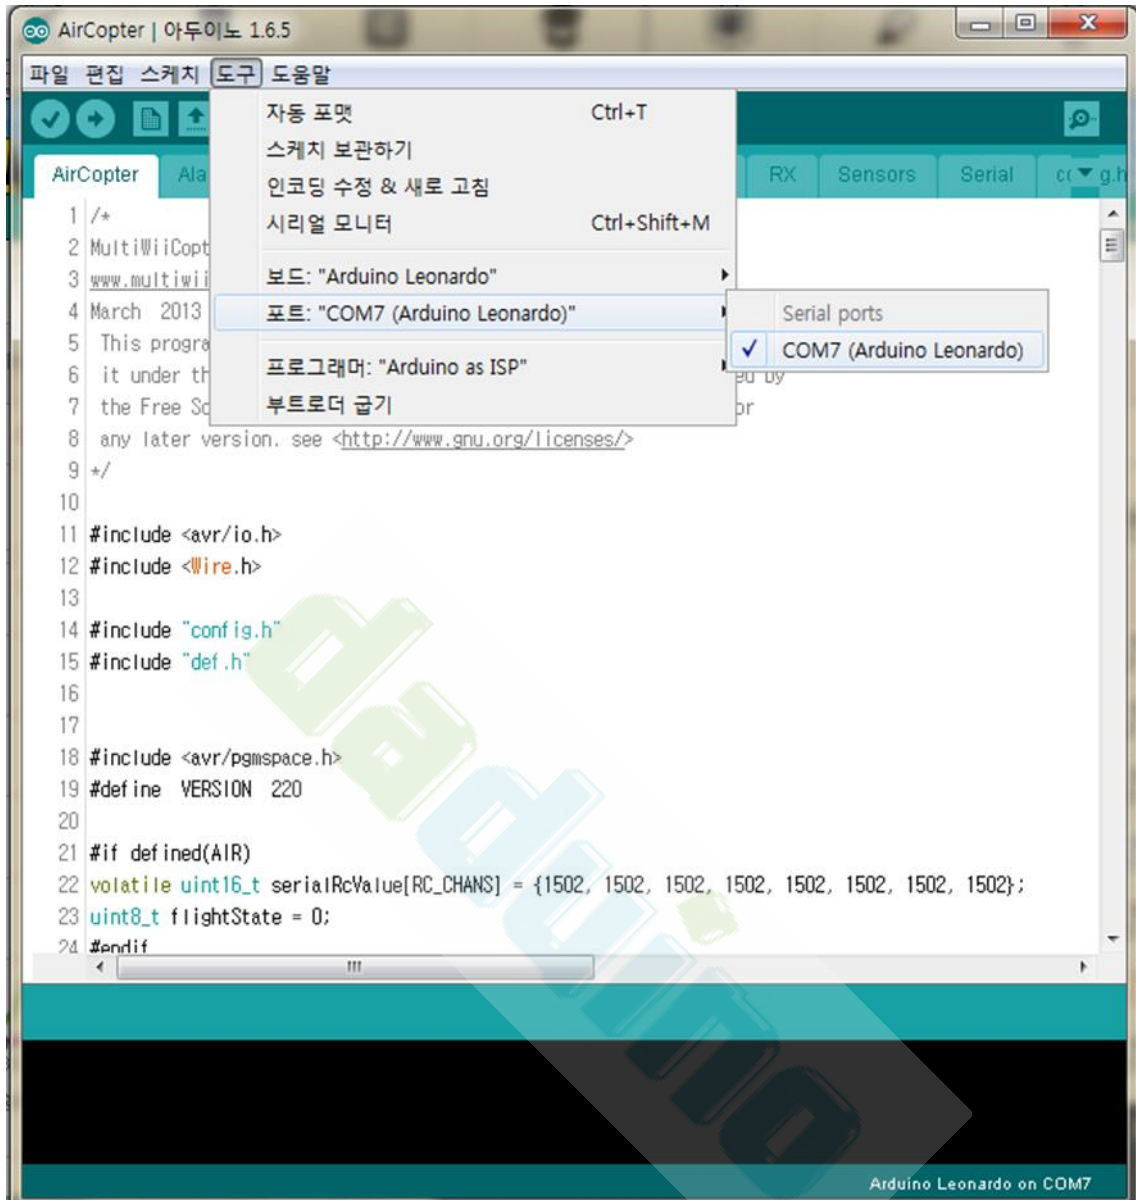 AirCopter | 아두이노 1.6.5
파일 편집 스케치 도구 도움말
자동 포맷 Ctrl+T
스케치 보관하기
인코딩 수정 & 새로 고침
시리얼 모니터 Ctrl+Shift+M
보드: "Arduino Leonardo"
포트: "COM7 (Arduino Leonardo)"
프로그래머: "Arduino as ISP"
부트로더 굽기
Serial ports
COM7 (Arduino Leonardo)
AirCopter Ala RX Sensors Serial
1 /*
2 MultiWiiCopt
3 www.multiwii
4 March 2013
5 This progra
6 it under th by
7 the Free So or
8 any later version. see <http://www.gnu.org/licenses/>
9 */
10
11 #include <avr/io.h>
12 #include <Wire.h>
13
14 #include "config.h"
15 #include "def.h"
16
17
18 #include <avr/pgmspace.h>
19 #define VERSION 220
20
21 #if defined(AIR)
22 volatile uint16_t serialRcValue[RC_CHANS] = {1502, 1502, 1502, 1502, 1502, 1502, 1502, 1502};
23 uint8_t flightState = 0;
24 #endif
daduino
Arduino Leonardo on COM7